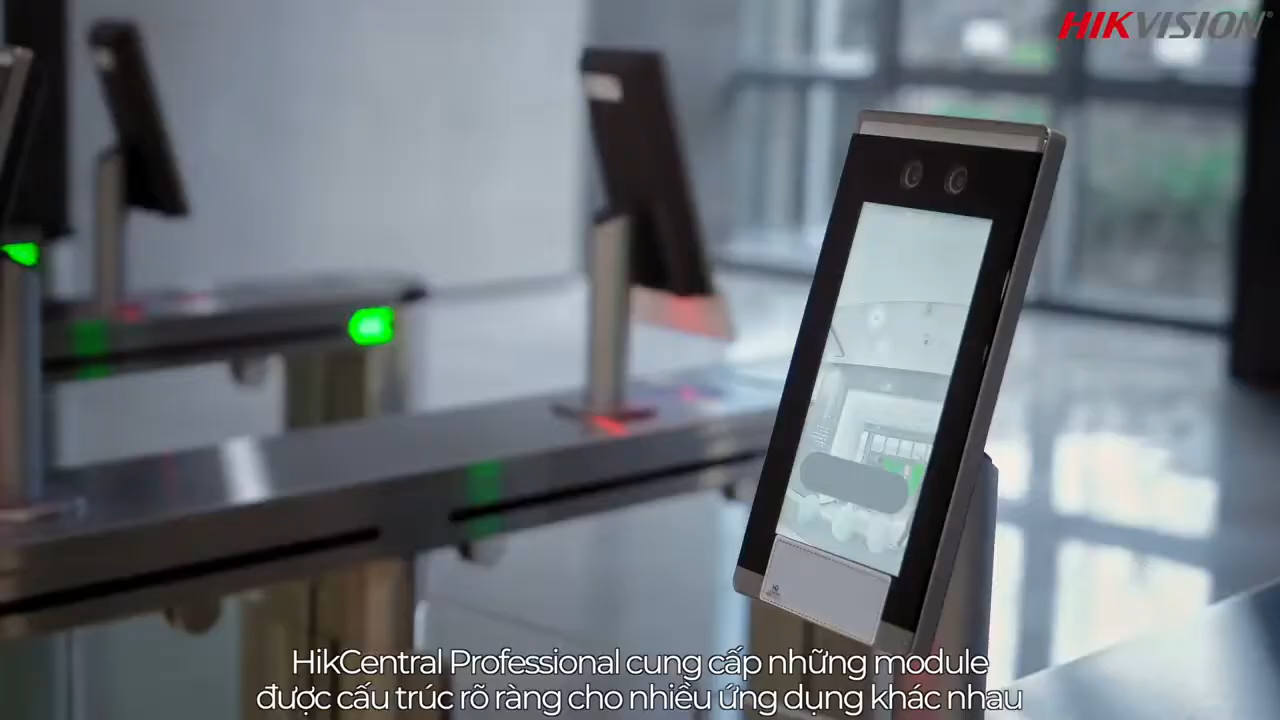 HIKVISION®
HikCentral Professional cung cấp những module
được cấu trúc rõ ràng cho nhiều ứng dụng khác nhau